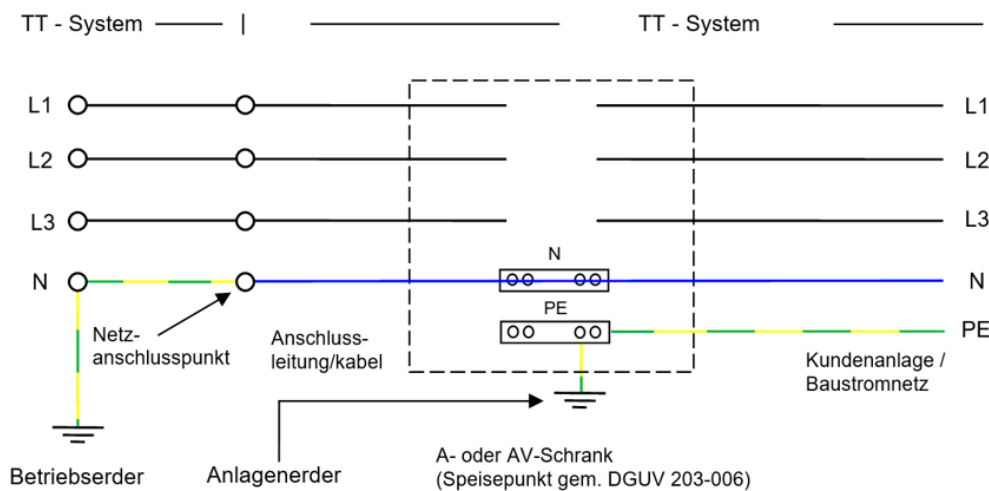 TT - System
TT - System
L1
L1
L2
L2
L3
L3
N
N
N
PE
PE
Netz-
anschlusspunkt
Anschluss-
leitung/kabel
Kundenanlage /
Baustromnetz
Betriebserder
Anlagenerder
A- oder AV-Schrank
(Speisepunkt gem. DGUV 203-006)